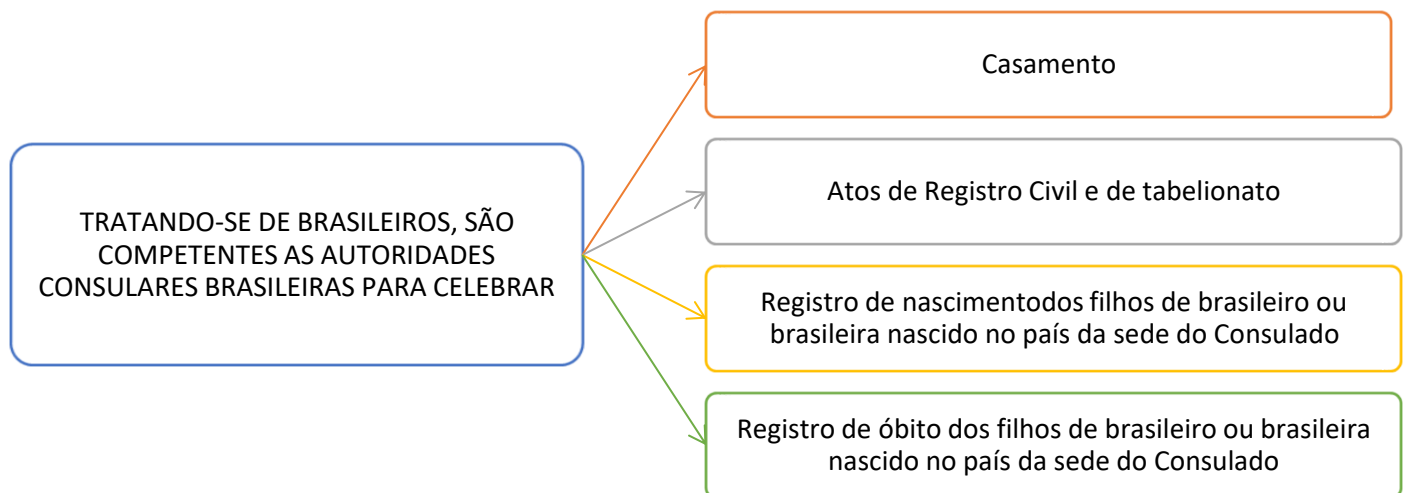 TRATANDO-SE DE BRASILEIROS, SÃO
COMPETENTES AS AUTORIDADES
CONSULARES BRASILEIRAS PARA CELEBRAR
Casamento
Atos de Registro Civil e de tabelionato
Registro de nascimentodos filhos de brasileiro ou
brasileira nascido no país da sede do Consulado
Registro de óbito dos filhos de brasileiro ou brasileira
nascido no país da sede do Consulado